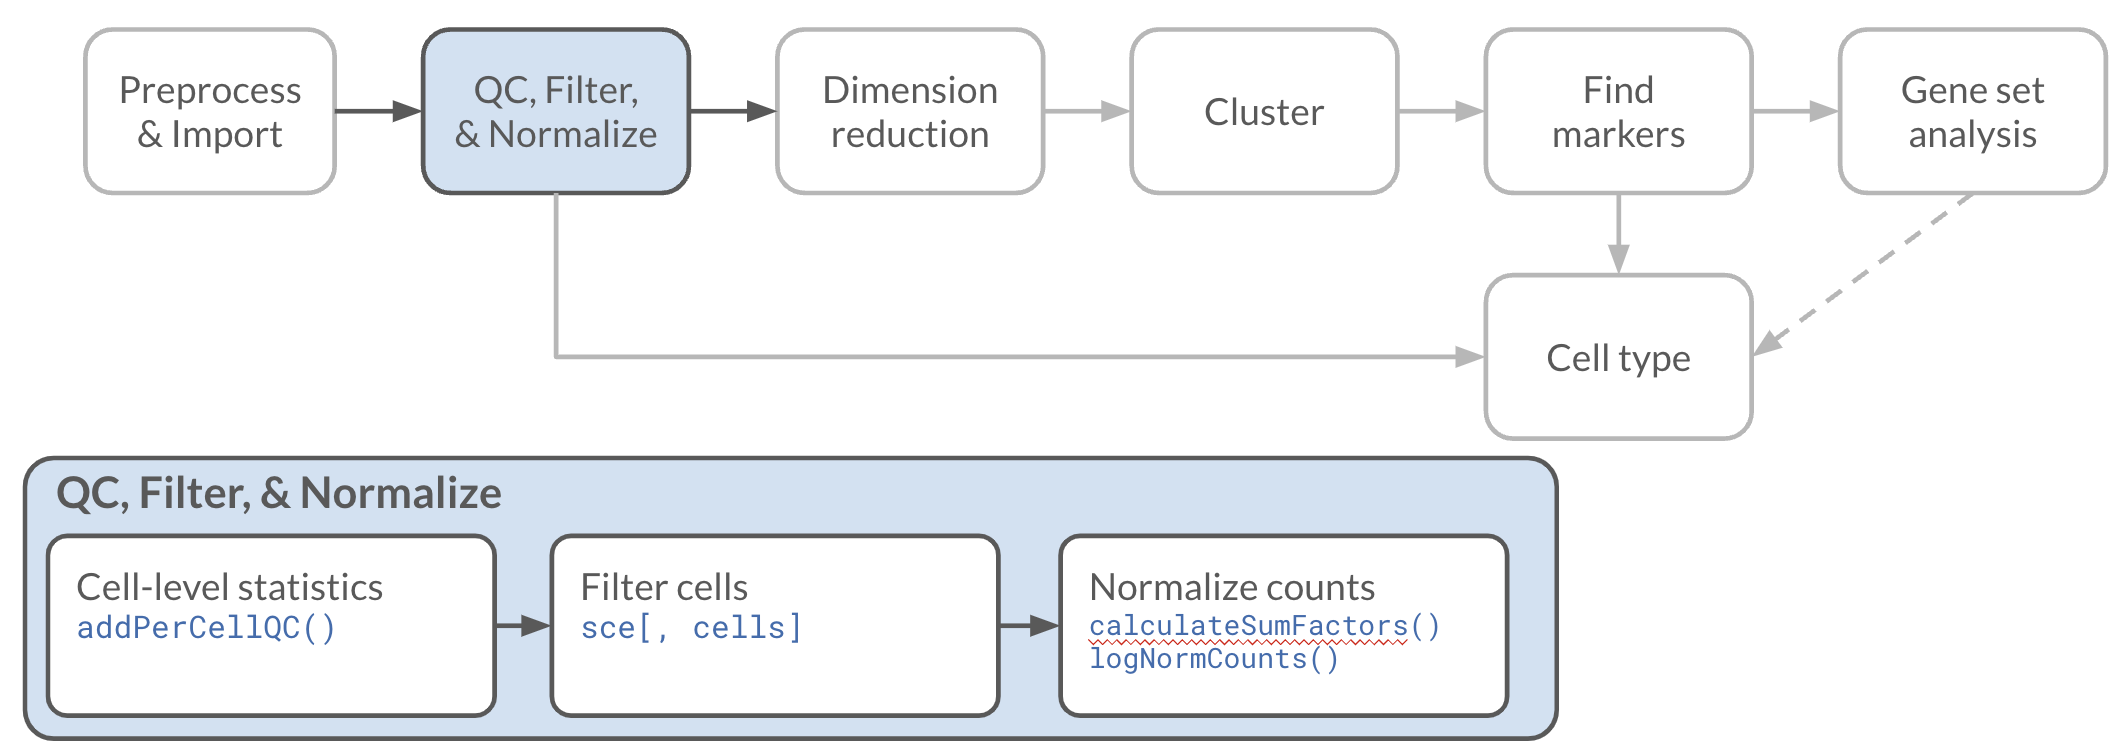 Preprocess
& Import
QC, Filter,
& Normalize
Dimension
reduction
Cluster
Find
markers
Gene set
analysis
Cell type
QC, Filter, & Normalize
Cell-level statistics
addPerCellQC()
Filter cells
sce[, cells]
Normalize counts
calculateSumFactors()
logNormCounts()